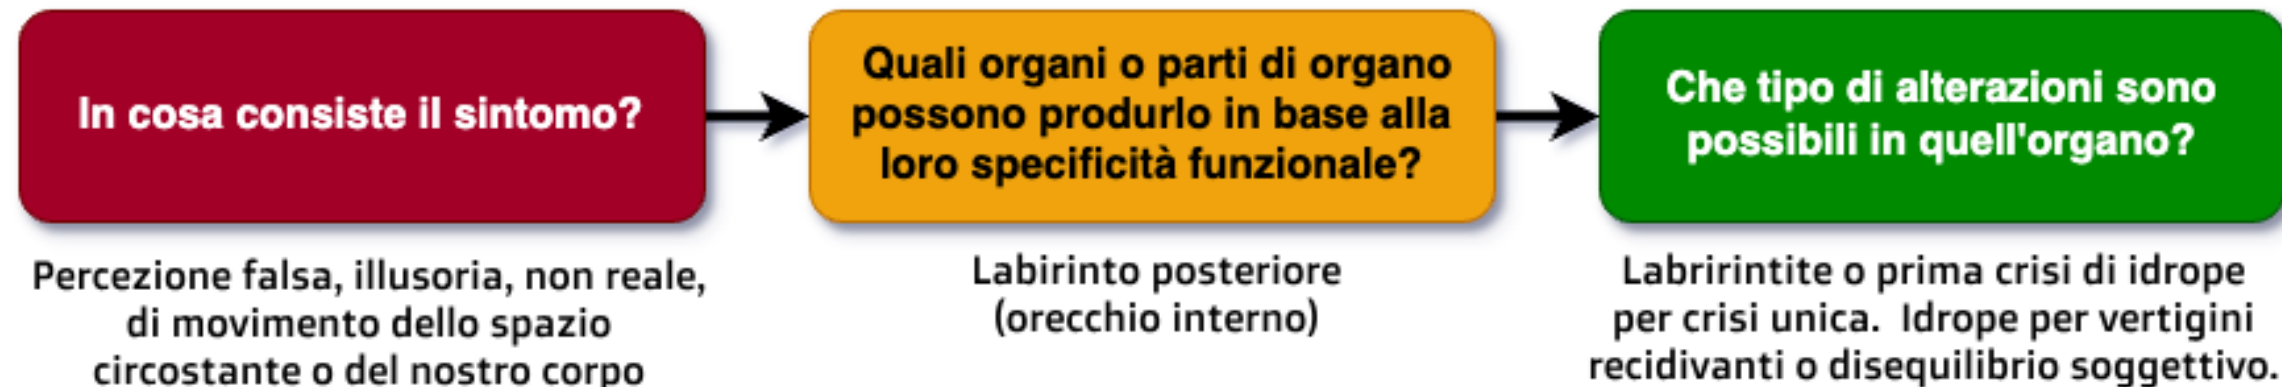 In cosa consiste il sintomo?
Quali organi o parti di organo
possono produrlo in base alla
loro specificità funzionale?
Che tipo di alterazioni sono
possibili in quell'organo?
Percezione falsa, illusoria, non reale,
di movimento dello spazio
circostante o del nostro corpo
Labirinto posteriore
(orecchio interno)
Labririntite o prima crisi di idrope
per crisi unica.  Idrope per vertigini
recidivanti o disequilibrio soggettivo.